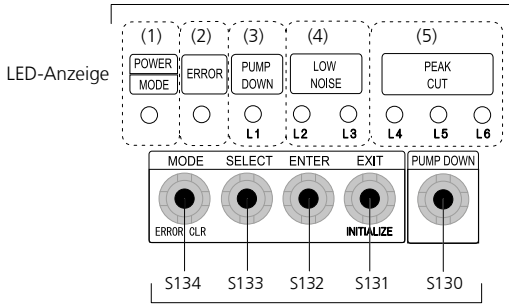 (1) (2) (3) (4) (5)
LED-Anzeige
POWER ERROR PUMP LOW PEAK
MODE DOWN NOISE CUT
L1 L2 L3 L4 L5 L6
MODE SELECT ENTER EXIT PUMP DOWN
ERROR CLR INITIALIZE
S134 S133 S132 S131 S130